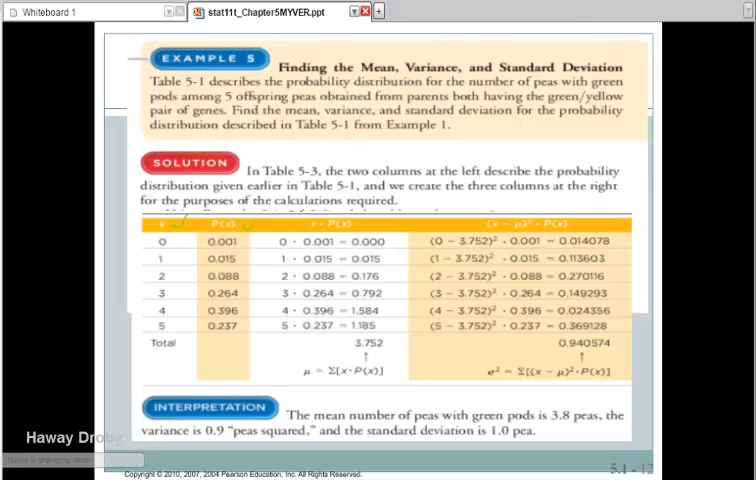 Whiteboard 1
stat11t_Chapter5MYVER.ppt
EXAMPLE 5 Finding the Mean, Variance, and Standard Deviation
Table 5-1 describes the probability distribution for the number of peas with green
pods among 5 offspring peas obtained from parents both having the green/yellow
pair of genes. Find the mean, variance, and standard deviation for the probability
distribution described in Table 5-1 from Example 1.
SOLUTION In Table 5-3, the two columns at the left describe the probability
distribution given earlier in Table 5-1, and we create the three columns at the right
for the purposes of the calculations required.
x P(x) x · P(x) (x − μ)² · P(x)
0 0.001 0 · 0.001 = 0.000 (0 − 3.752)² · 0.001 = 0.014078
1 0.015 1 · 0.015 = 0.015 (1 − 3.752)² · 0.015 = 0.113603
2 0.088 2 · 0.088 = 0.176 (2 − 3.752)² · 0.088 = 0.270116
3 0.264 3 · 0.264 = 0.792 (3 − 3.752)² · 0.264 = 0.149293
4 0.396 4 · 0.396 = 1.584 (4 − 3.752)² · 0.396 = 0.024356
5 0.237 5 · 0.237 = 1.185 (5 − 3.752)² · 0.237 = 0.369128
Total 3.752 0.940574
↑ ↑
μ = Σ[x · P(x)] σ² = Σ[(x − μ)² · P(x)]
INTERPRETATION The mean number of peas with green pods is 3.8 peas, the
variance is 0.9 "peas squared," and the standard deviation is 1.0 pea.
Haway Droby
Copyright © 2010, 2007, 2004 Pearson Education, Inc. All Rights Reserved.
5.1 - 12